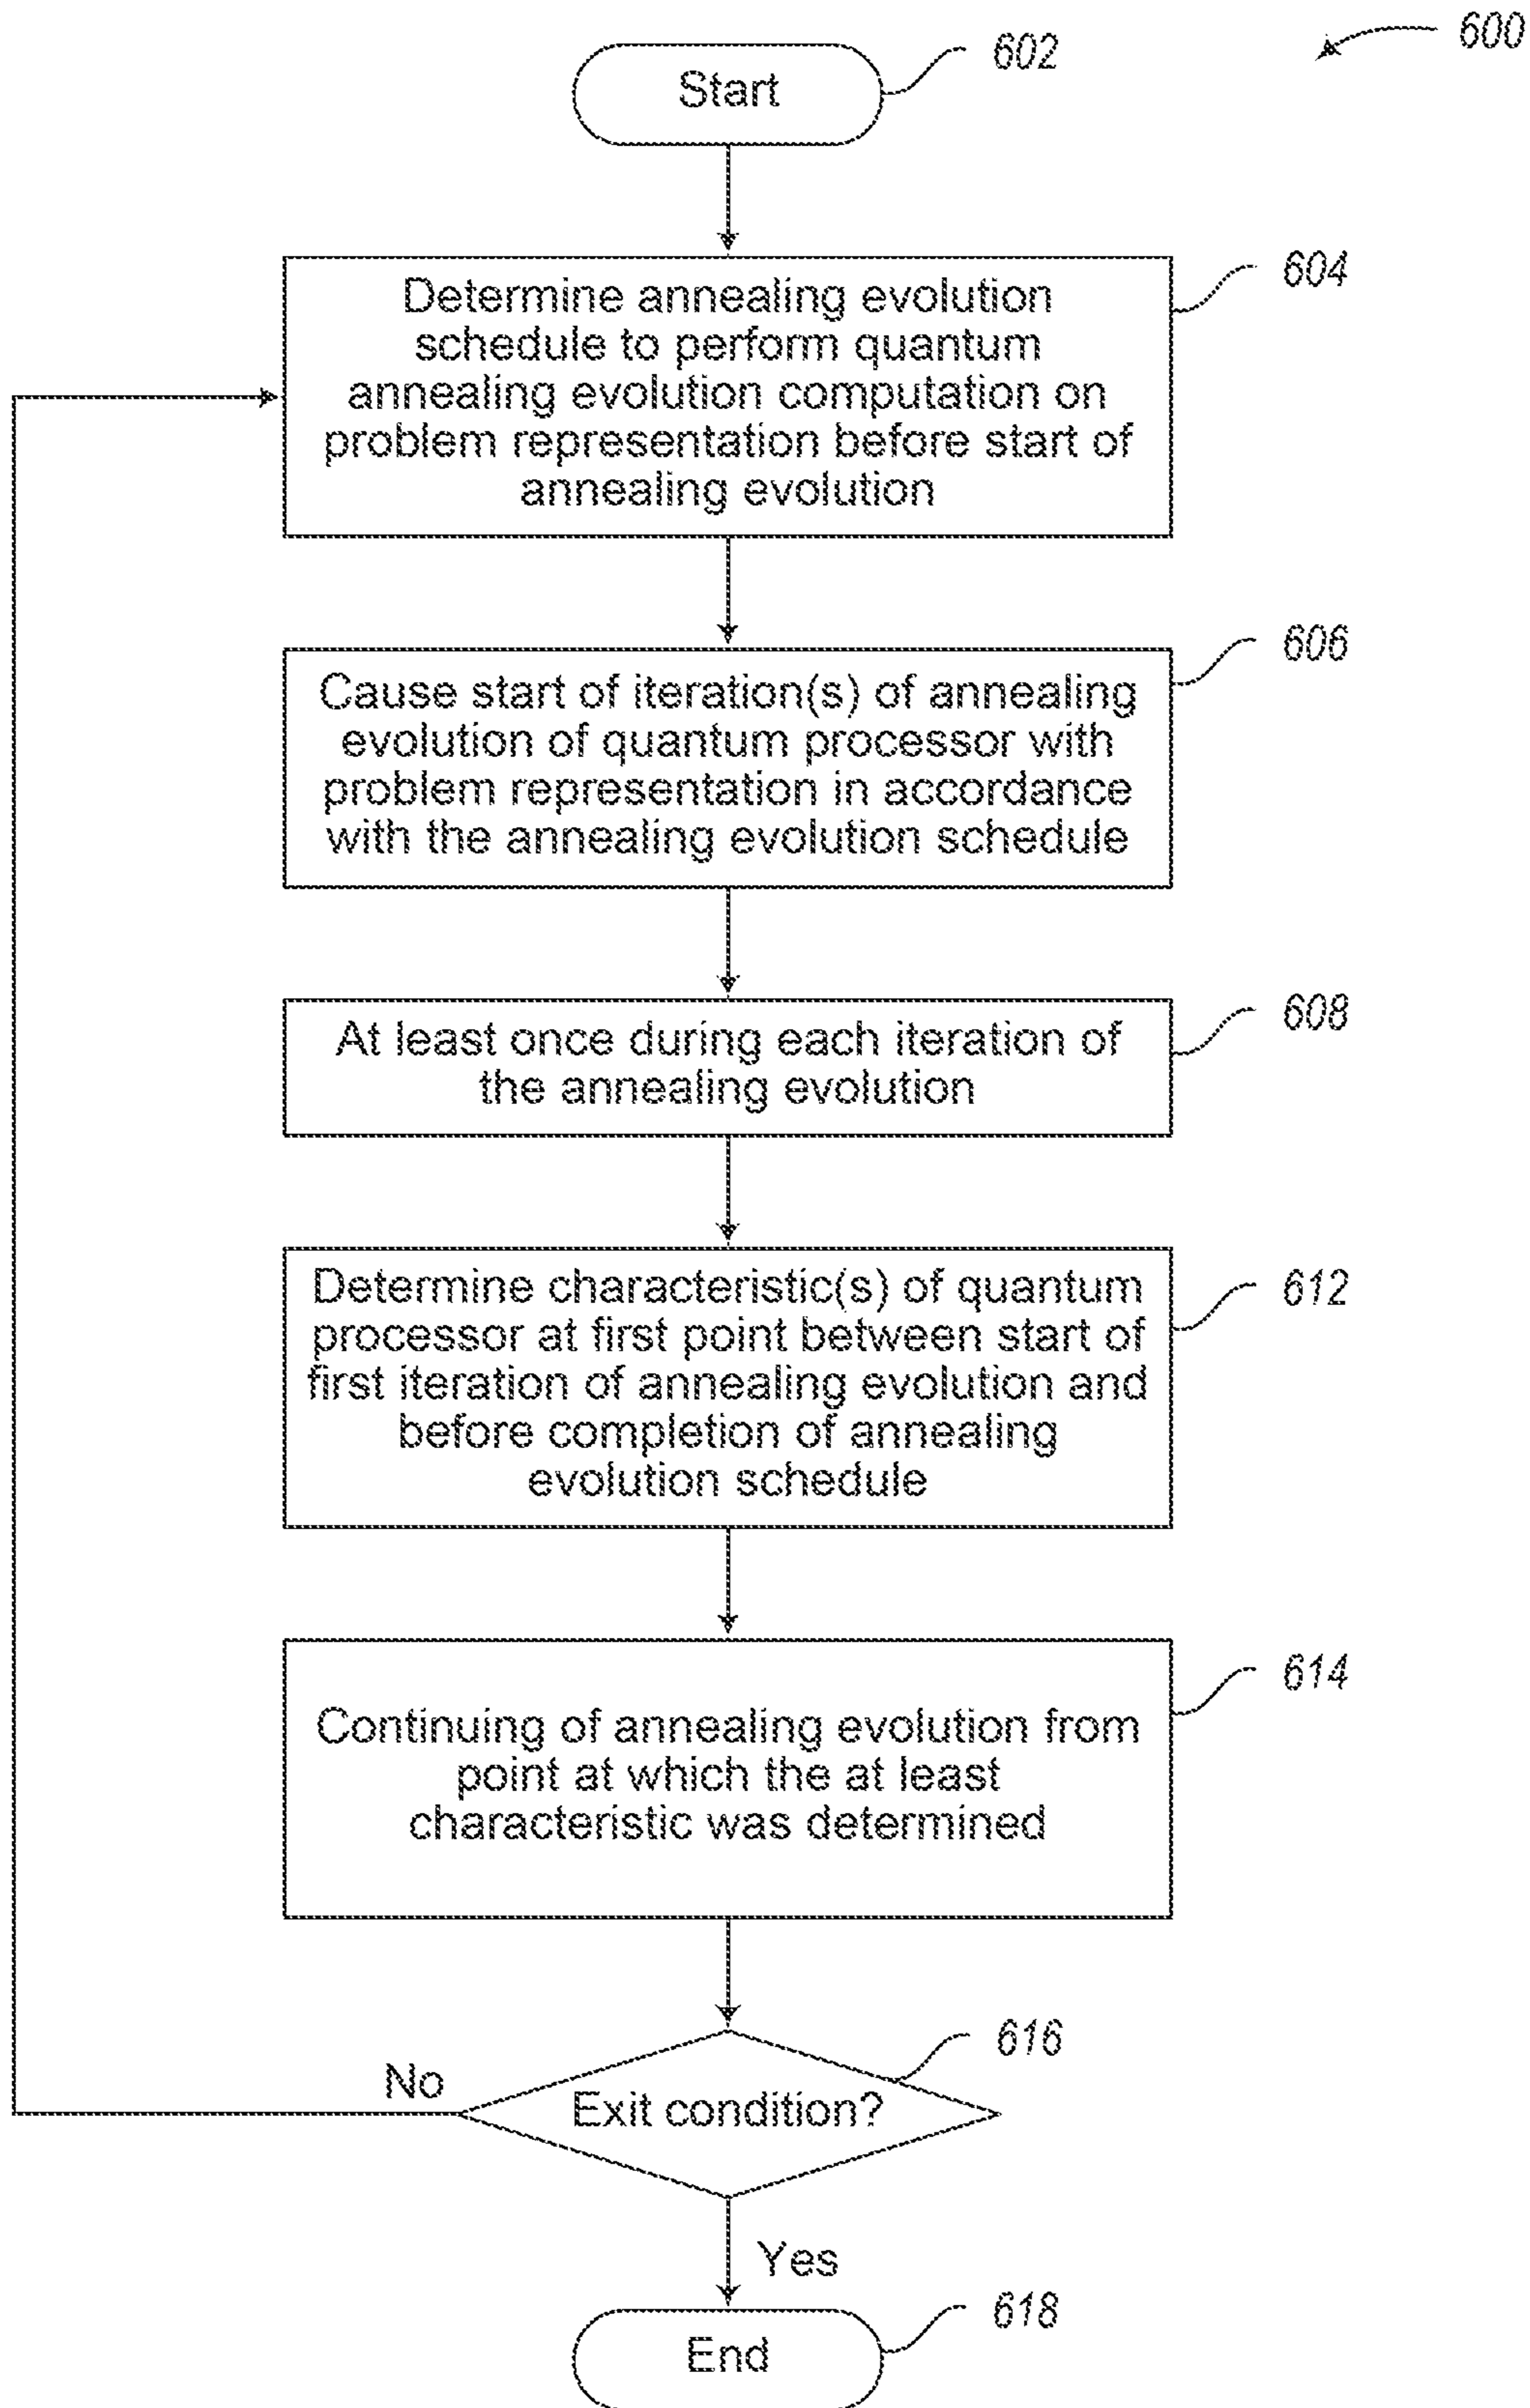 600
Start
602
Determine annealing evolution
schedule to perform quantum
annealing evolution computation on
problem representation before start of
annealing evolution
604
Cause start of iteration(s) of annealing
evolution of quantum processor with
problem representation in accordance
with the annealing evolution schedule
606
At least once during each iteration of
the annealing evolution
608
Determine characteristic(s) of quantum
processor at first point between start of
first iteration of annealing evolution and
before completion of annealing
evolution schedule
612
Continuing of annealing evolution from
point at which the at least
characteristic was determined
614
No
Exit condition?
616
Yes
End
618